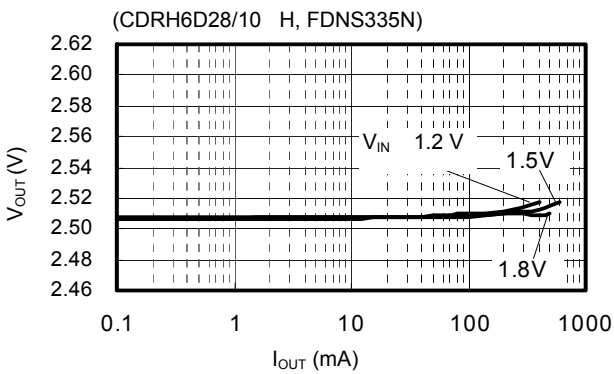 (CDRH6D28/10 H, FDNS335N)
2.62
2.60
2.58
2.56
2.54
2.52
2.50
2.48
2.46
VOUT (V)
VIN 1.2 V
1.5V
1.8V
0.1 1 10 100 1000
IOUT (mA)